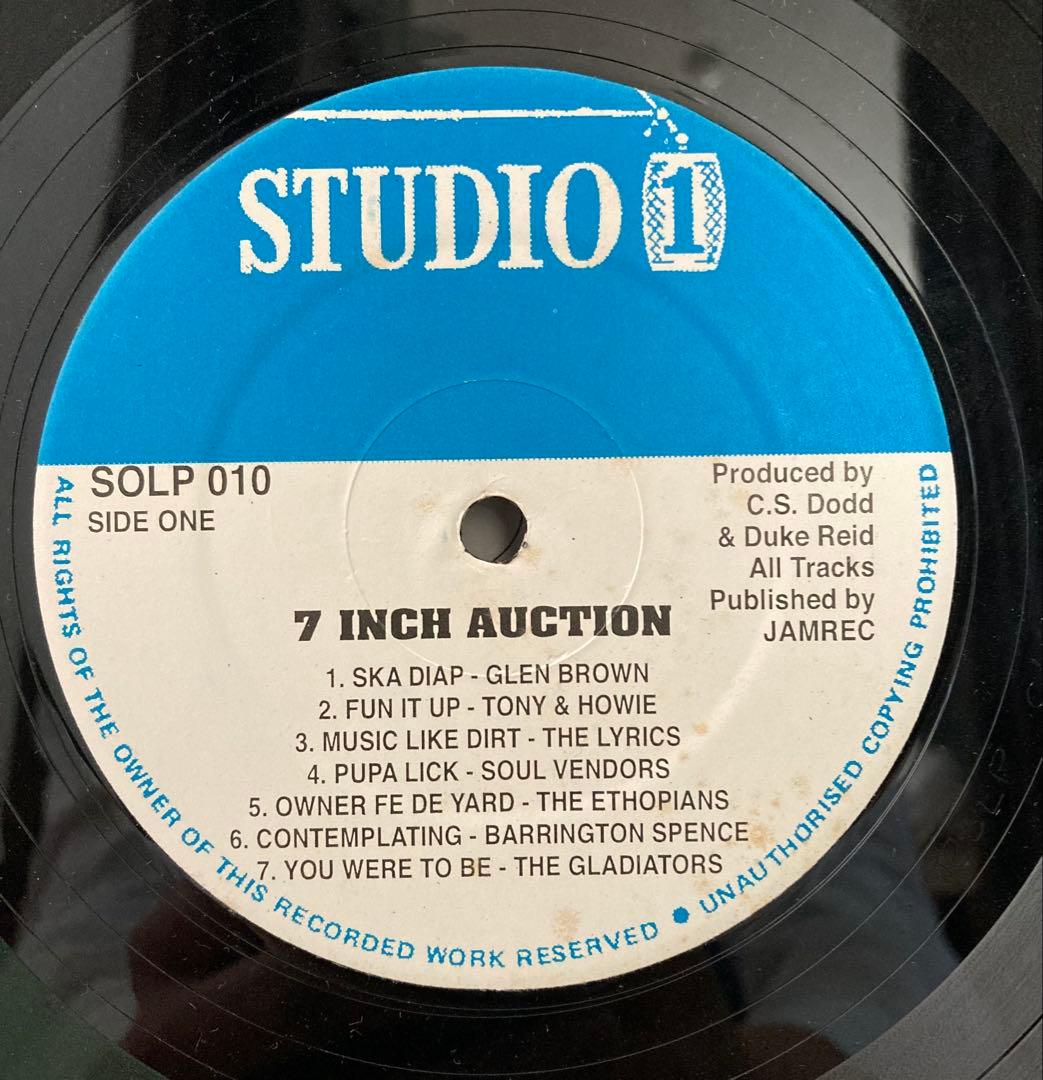 STUDIO 1
SOLP 010
SIDE ONE
Produced by
C.S. Dodd
& Duke Reid
All Tracks
Published by
JAMREC
7 INCH AUCTION
1. SKA DIAP - GLEN BROWN
2. FUN IT UP - TONY & HOWIE
3. MUSIC LIKE DIRT - THE LYRICS
4. PUPA LICK - SOUL VENDORS
5. OWNER FE DE YARD - THE ETHOPIANS
6. CONTEMPLATING - BARRINGTON SPENCE
7. YOU WERE TO BE - THE GLADIATORS
ALL RIGHTS OF THE OWNER OF THIS RECORDED WORK RESERVED ● UNAUTHORISED COPYING PROHIBITED